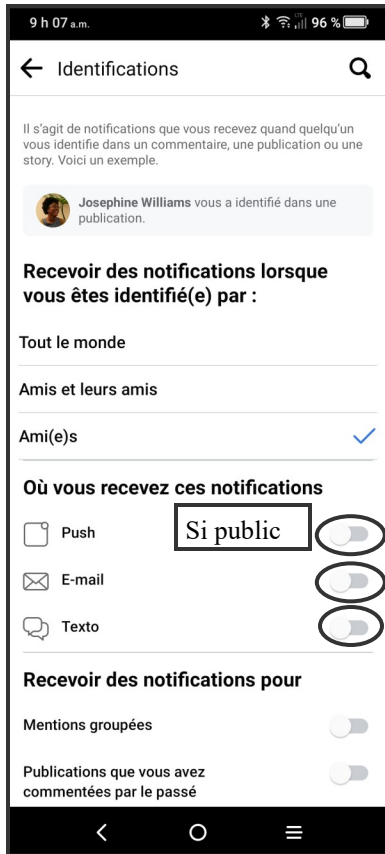 9 h 07 a.m.
LTE
96 %
Identifications
Il s’agit de notifications que vous recevez quand quelqu’un
vous identifie dans un commentaire, une publication ou une
story. Voici un exemple.
Josephine Williams vous a identifié dans une
publication.
Recevoir des notifications lorsque
vous êtes identifié(e) par :
Tout le monde
Amis et leurs amis
Ami(e)s
Où vous recevez ces notifications
Push
Si public
E-mail
Texto
Recevoir des notifications pour
Mentions groupées
Publications que vous avez
commentées par le passé